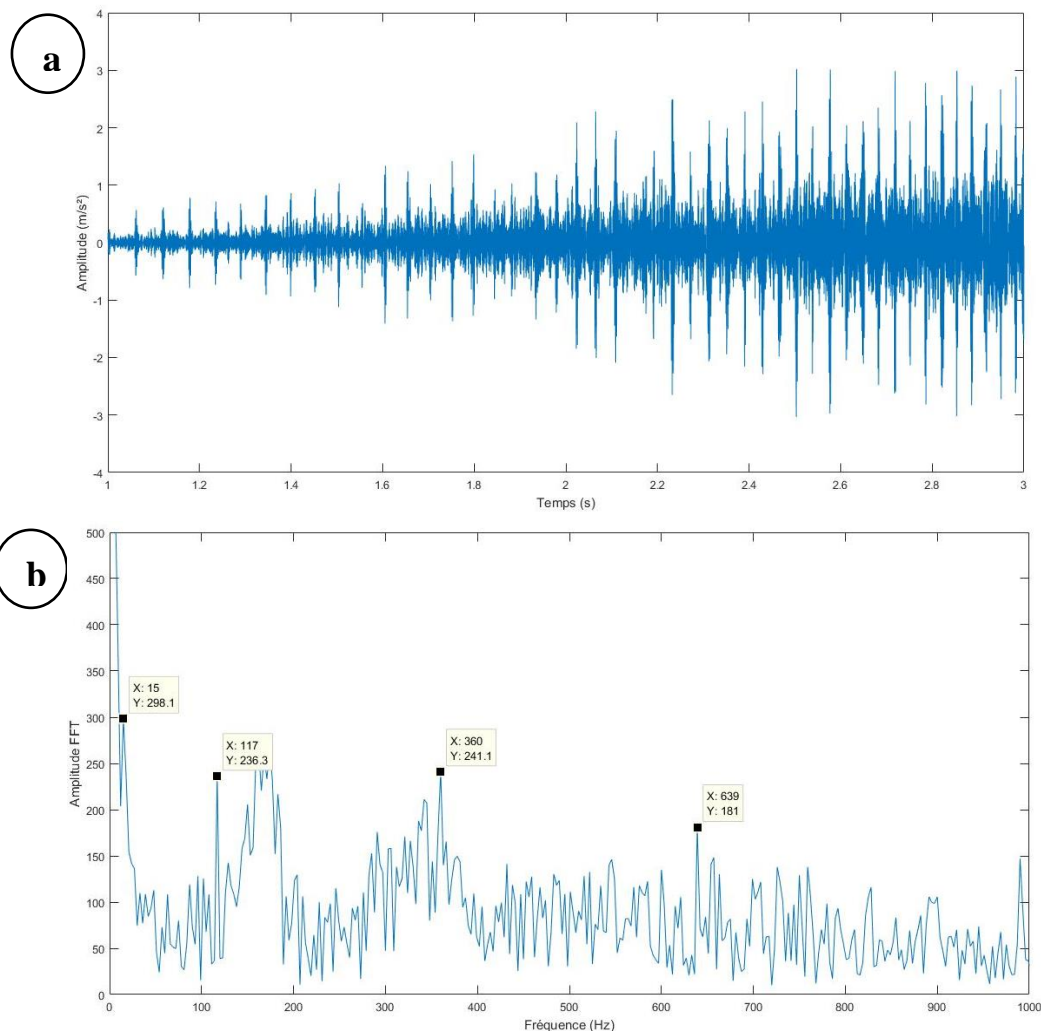 a
4
3
2
1
0
-1
-2
-3
-4
Amplitude (m/s²)
1 1.2 1.4 1.6 1.8 2 2.2 2.4 2.6 2.8 3
Temps (s)
b
500
450
400
350
300
250
200
150
100
50
0
Amplitude FFT
X: 15
Y: 298.1
X: 117
Y: 236.3
X: 360
Y: 241.1
X: 639
Y: 181
0 100 200 300 400 500 600 700 800 900 1000
Fréquence (Hz)